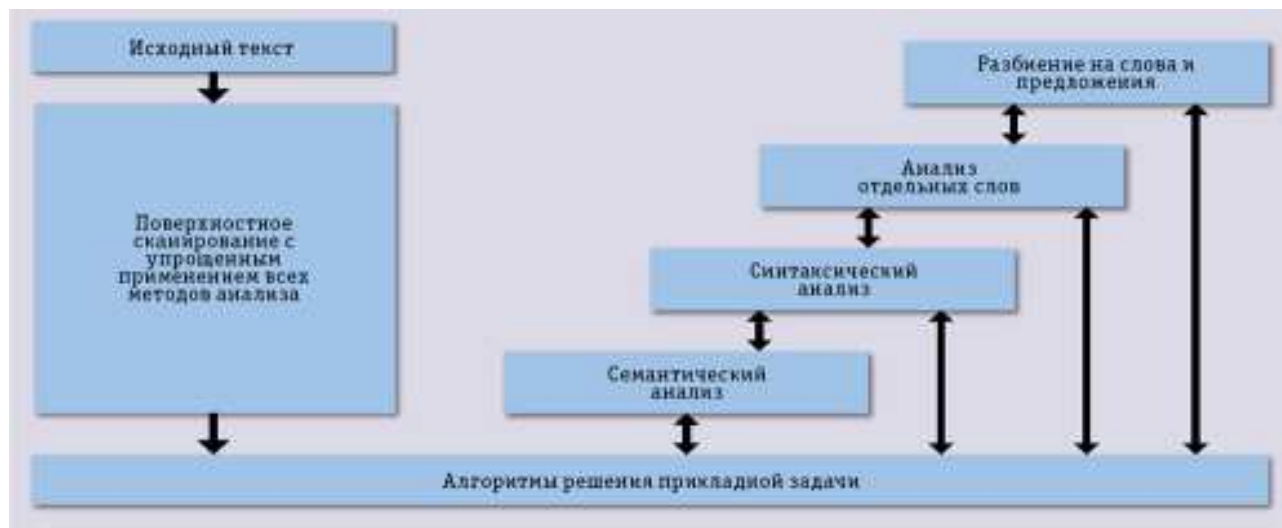 Исходный текст
Разбиение на слова и
предложения
Анализ
отдельных слов
Поверхностное
сканирование с
упрощенным
применением всех
методов анализа
Синтаксический
анализ
Семантический
анализ
Алгоритмы решения прикладной задачи